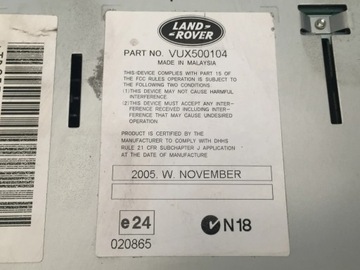 LAND-
ROVER
PART NO. VUX500104
MADE IN MALAYSIA
THIS DEVICE COMPLIES WITH PART 15 OF
THE FCC RULES OPERATION IS SUBJECT TO
THE FOLLOWING TWO CONDITIONS:
(1)THIS DEVICE MAY NOT CAUSE HARMFUL
INTERFERENCE.
(2)THIS DEVICE MUST ACCEPT ANY INTER-
FERENCE RECEIVED INCLUDING INTER-
FERENCE THAT MAY CAUSE UNDESIRED
OPERATION
PRODUCT IS CERTIFIED BY THE
MANUFACTURER TO COMPLY WITH DHHS
RULE 21 CFR SUBCHAPTER J APPLICATION
AT THE DATE OF MANUFACTURE
2005. W. NOVEMBER
e24
N18
020865